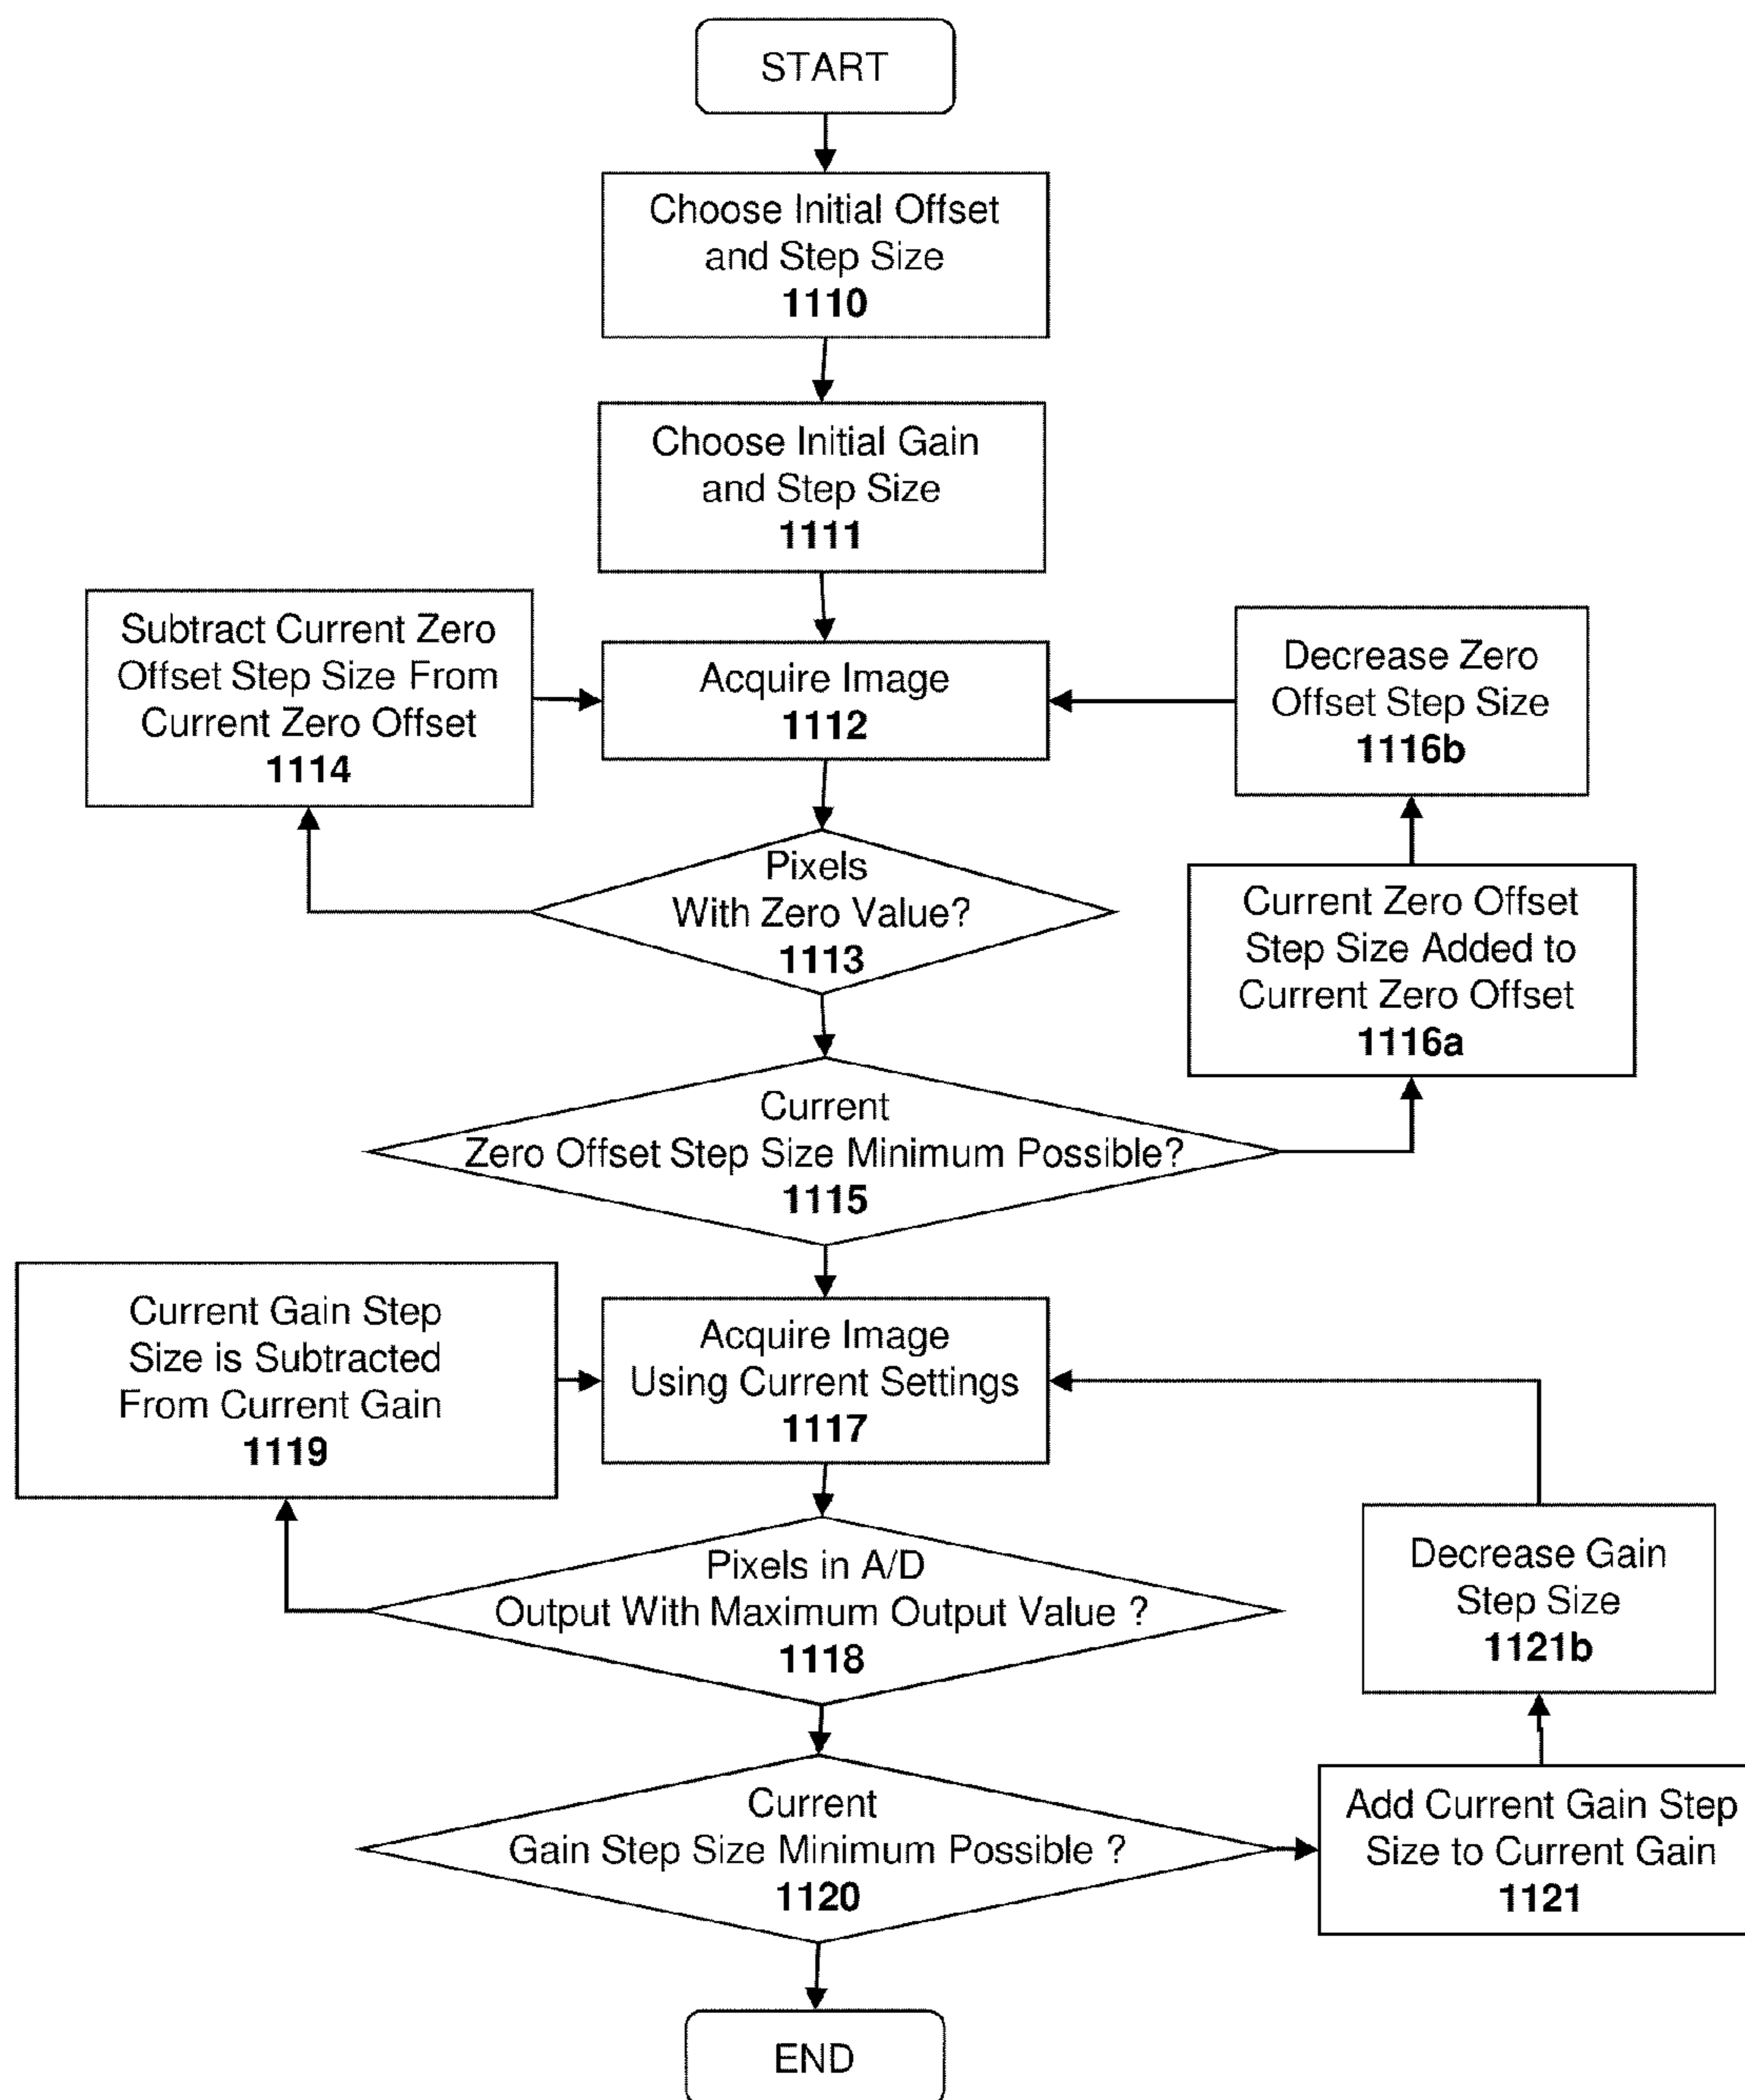 START
Choose Initial Offset
and Step Size
1110
Choose Initial Gain
and Step Size
1111
Subtract Current Zero
Offset Step Size From
Current Zero Offset
1114
Acquire Image
1112
Decrease Zero
Offset Step Size
1116b
Pixels
With Zero Value?
1113
Current Zero Offset
Step Size Added to
Current Zero Offset
1116a
Current
Zero Offset Step Size Minimum Possible?
1115
Current Gain Step
Size is Subtracted
From Current Gain
1119
Acquire Image
Using Current Settings
1117
Pixels in A/D
Output With Maximum Output Value ?
1118
Decrease Gain
Step Size
1121b
Current
Gain Step Size Minimum Possible ?
1120
Add Current Gain Step
Size to Current Gain
1121
END